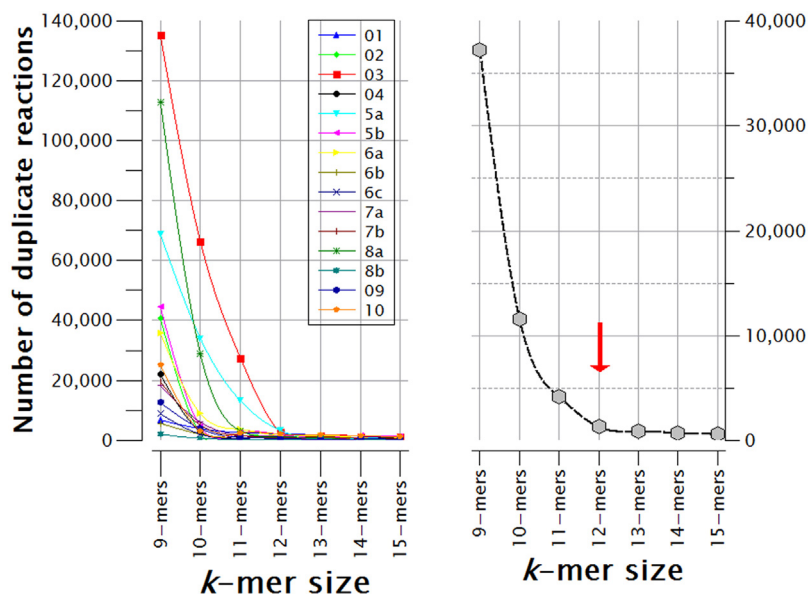 Number of duplicate reactions
140,000
120,000
100,000
80,000
60,000
40,000
20,000
0
01
02
03
04
5a
5b
6a
6b
6c
7a
7b
8a
8b
09
10
9-mers
10-mers
11-mers
12-mers
13-mers
14-mers
15-mers
k-mer size
40,000
30,000
20,000
10,000
0
9-mers
10-mers
11-mers
12-mers
13-mers
14-mers
15-mers
k-mer size